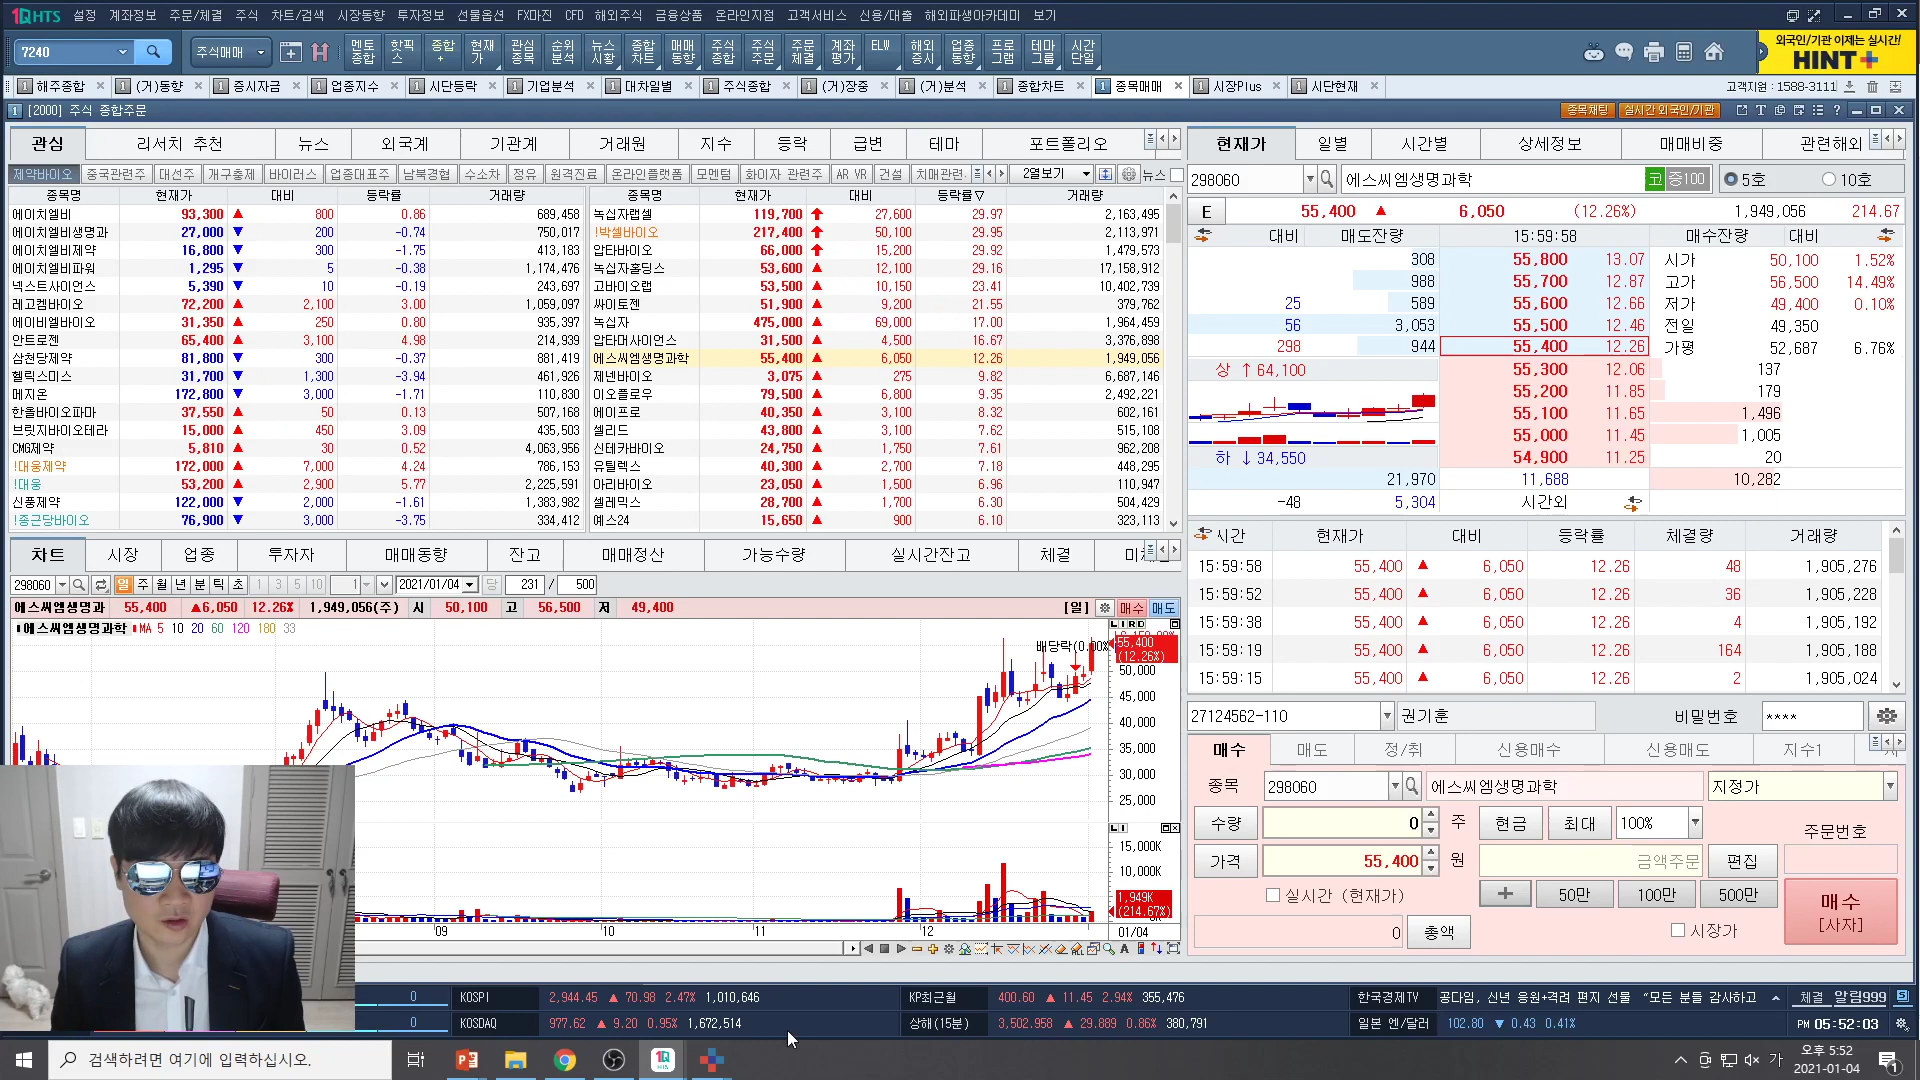 1QHTS 설정 계좌정보 주문/체결 주식 차트/검색 시장동향 투자정보 선물옵션 FX마진 CFD 해외주식 금융상품 온라인지점 고객서비스 신용/대출 해외파생아카데미 보기
7240 주식매매 멘토종합 핫픽스 종합+ 현재가 관심종목 순위분석 뉴스시황 종합차트 매매동향 주식종합 주식주문 주문체결 계좌평가 ELW 해외증시 업종동향 프로그램 테마그룹 시간단일
외국인/기관 이제는 실시간!
HINT+
1 해주종합 1 (거)동향 1 증시자금 1 업종지수 1 시단등락 1 기업분석 1 대차일별 1 주식종합 1 (거)장중 1 (거)분석 1 종합차트 1 종목매매 1 시장Plus 1 시단현재 고객지원 : 1588-3111
1 [2000] 주식 종합주문 종목채팅 실시간 외국인/기관
관심 리서치 추천 뉴스 외국계 기관계 거래원 지수 등락 급변 테마 포트폴리오
제약바이오 중국관련주 대선주 개구충제 바이러스 업종대표주 남북경협 수소차 정유 원격진료 온라인플랫폼 모멘텀 화이자 관련주 AR VR 건설 치매관련. 2열보기 뉴스
종목명 현재가 대비 등락률 거래량
에이치엘비 93,300 ▲ 800 0.86 689,458
에이치엘비생명과 27,000 ▼ 200 -0.74 750,017
에이치엘비제약 16,800 ▼ 300 -1.75 413,183
에이치엘비파워 1,295 ▼ 5 -0.38 1,174,476
넥스트사이언스 5,390 ▼ 10 -0.19 243,697
레고켐바이오 72,200 ▲ 2,100 3.00 1,059,097
에이비엘바이오 31,350 ▲ 250 0.80 935,397
안트로젠 65,400 ▲ 3,100 4.98 214,939
삼천당제약 81,800 ▼ 300 -0.37 881,419
헬릭스미스 31,700 ▼ 1,300 -3.94 461,926
메지온 172,800 ▼ 3,000 -1.71 110,830
한올바이오파마 37,550 ▲ 50 0.13 507,168
브릿지바이오테라 15,000 ▲ 450 3.09 435,503
CMG제약 5,810 ▲ 30 0.52 4,063,956
!대웅제약 172,000 ▲ 7,000 4.24 786,153
!대웅 53,200 ▲ 2,900 5.77 2,225,591
신풍제약 122,000 ▼ 2,000 -1.61 1,383,982
!종근당바이오 76,900 ▼ 3,000 -3.75 334,412
종목명 현재가 대비 등락률▽ 거래량
녹십자랩셀 119,700 ↑ 27,600 29.97 2,163,495
!박셀바이오 217,400 ↑ 50,100 29.95 2,113,971
압타바이오 66,000 ↑ 15,200 29.92 1,479,573
녹십자홀딩스 53,600 ▲ 12,100 29.16 17,158,912
고바이오랩 53,500 ▲ 10,150 23.41 10,402,739
싸이토젠 51,900 ▲ 9,200 21.55 379,762
녹십자 475,000 ▲ 69,000 17.00 1,964,459
압타머사이언스 31,500 ▲ 4,500 16.67 3,376,898
에스씨엠생명과학 55,400 ▲ 6,050 12.26 1,949,056
제넨바이오 3,075 ▲ 275 9.82 6,687,146
이오플로우 79,500 ▲ 6,800 9.35 2,492,221
에이프로 40,350 ▲ 3,100 8.32 602,161
셀리드 43,800 ▲ 3,100 7.62 515,108
신테카바이오 24,750 ▲ 1,750 7.61 962,208
유틸렉스 40,300 ▲ 2,700 7.18 448,295
아리바이오 23,050 ▲ 1,500 6.96 110,947
셀레믹스 28,700 ▲ 1,700 6.30 504,429
예스24 15,650 ▲ 900 6.10 323,113
현재가 일별 시간별 상세정보 매매비중 관련해외
298060 에스씨엠생명과학 코 증100 5호 10호
E 55,400 ▲ 6,050 (12.26%) 1,949,056 214.67
대비 매도잔량 15:59:58 매수잔량 대비
308 55,800 13.07 시가 50,100 1.52%
988 55,700 12.87 고가 56,500 14.49%
25 589 55,600 12.66 저가 49,400 0.10%
56 3,053 55,500 12.46 전일 49,350
298 944 55,400 12.26 가평 52,687 6.76%
상 ↑ 64,100 55,300 12.06 137
55,200 11.85 179
55,100 11.65 1,496
55,000 11.45 1,005
하 ↓ 34,550 54,900 11.25 20
21,970 11,688 10,282
-48 5,304 시간외
시간 현재가 대비 등락률 체결량 거래량
15:59:58 55,400 ▲ 6,050 12.26 48 1,905,276
15:59:52 55,400 ▲ 6,050 12.26 36 1,905,228
15:59:38 55,400 ▲ 6,050 12.26 4 1,905,192
15:59:19 55,400 ▲ 6,050 12.26 164 1,905,188
15:59:15 55,400 ▲ 6,050 12.26 2 1,905,024
차트 시장 업종 투자자 매매동향 잔고 매매정산 가능수량 실시간잔고 체결
298060 일 주 월 년 분 틱 초 1 3 5 10 1 2021/01/04 당 231 / 500
에스씨엠생명과 55,400 ▲6,050 12.26% 1,949,056(주) 시 50,100 고 56,500 저 49,400 [일] 매수 매도
에스씨엠생명과학 MA 5 10 20 60 120 180 33
배당락(0.00%
55,400
(12.26%)
50,000
45,000
40,000
35,000
30,000
25,000
15,000K
10,000K
1,949K
(214.67%)
09 10 11 12 01/04
27124562-110 권기훈 비밀번호 ****
매수 매도 정/취 신용매수 신용매도 지수1
종목 298060 에스씨엠생명과학 지정가
수량 0 주 현금 최대 100% 주문번호
가격 55,400 원 금액주문 편집
실시간 (현재가) + 50만 100만 500만
매수
[사자]
0 총액 시장가
0 KOSPI 2,944.45 ▲ 70.98 2.47% 1,010,646 KP최근월 400.60 ▲ 11.45 2.94% 355,476 한국경제TV 공다임, 신년 응원+격려 편지 선물 “모든 분들 감사하고 체결 알림999
0 KOSDAQ 977.62 ▲ 9.20 0.95% 1,672,514 상해(15분) 3,502.958 ▲ 29.889 0.86% 380,791 일본 엔/달러 102.80 ▼ 0.43 0.41% PM 05:52:03
검색하려면 여기에 입력하십시오. 가 오후 5:52
2021-01-04